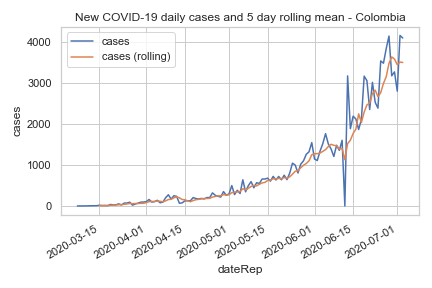 New COVID-19 daily cases and 5 day rolling mean - Colombia
cases
cases (rolling)
4000
3000
2000
1000
0
cases
2020-03-15
2020-04-01
2020-04-15
2020-05-01
2020-05-15
2020-06-01
2020-06-15
2020-07-01
dateRep